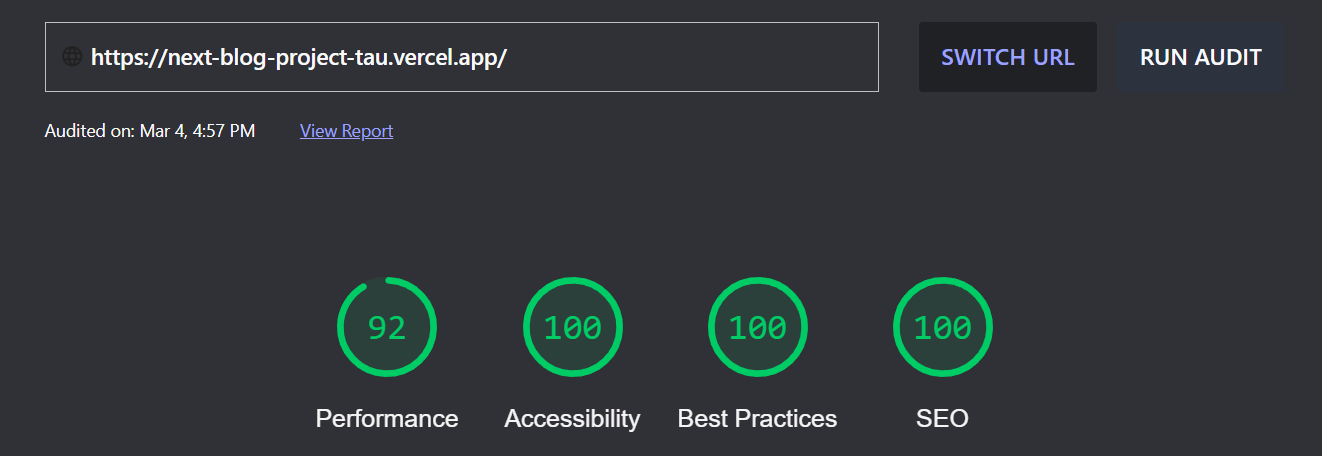 https://next-blog-project-tau.vercel.app/ SWITCH URL RUN AUDIT
Audited on: Mar 4, 4:57 PM View Report
92 100 100 100
Performance Accessibility Best Practices SEO